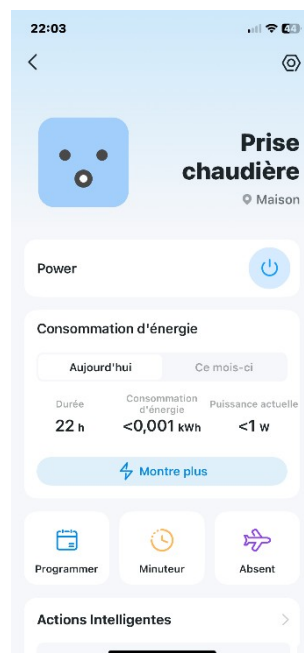 22:03
44
Prise
chaudière
Maison
Power
Consommation d'énergie
Aujourd'hui
Ce mois-ci
Durée
Consommation
d'énergie
Puissance actuelle
22 h
<0,001 kWh
<1 W
Montre plus
Programmer
Minuteur
Absent
Actions Intelligentes